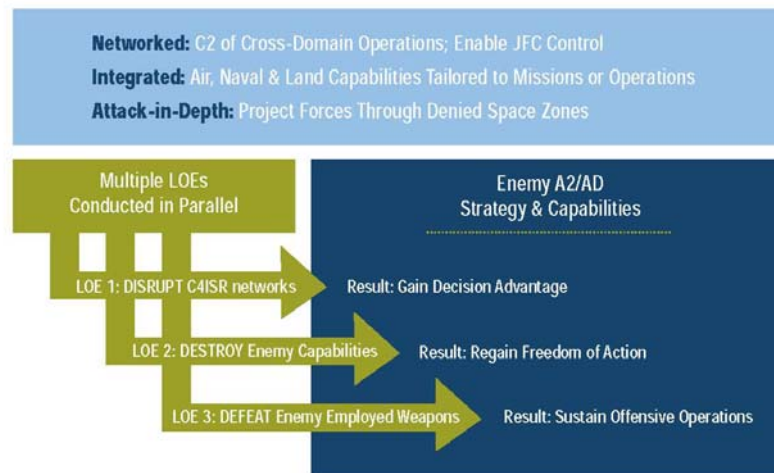 Networked: C2 of Cross-Domain Operations; Enable JFC Control
Integrated: Air, Naval & Land Capabilities Tailored to Missions or Operations
Attack-in-Depth: Project Forces Through Denied Space Zones
Multiple LOEs
Conducted in Parallel
Enemy A2/AD
Strategy & Capabilities
LOE 1: DISRUPT C4ISR networks
Result: Gain Decision Advantage
LOE 2: DESTROY Enemy Capabilities
Result: Regain Freedom of Action
LOE 3: DEFEAT Enemy Employed Weapons
Result: Sustain Offensive Operations